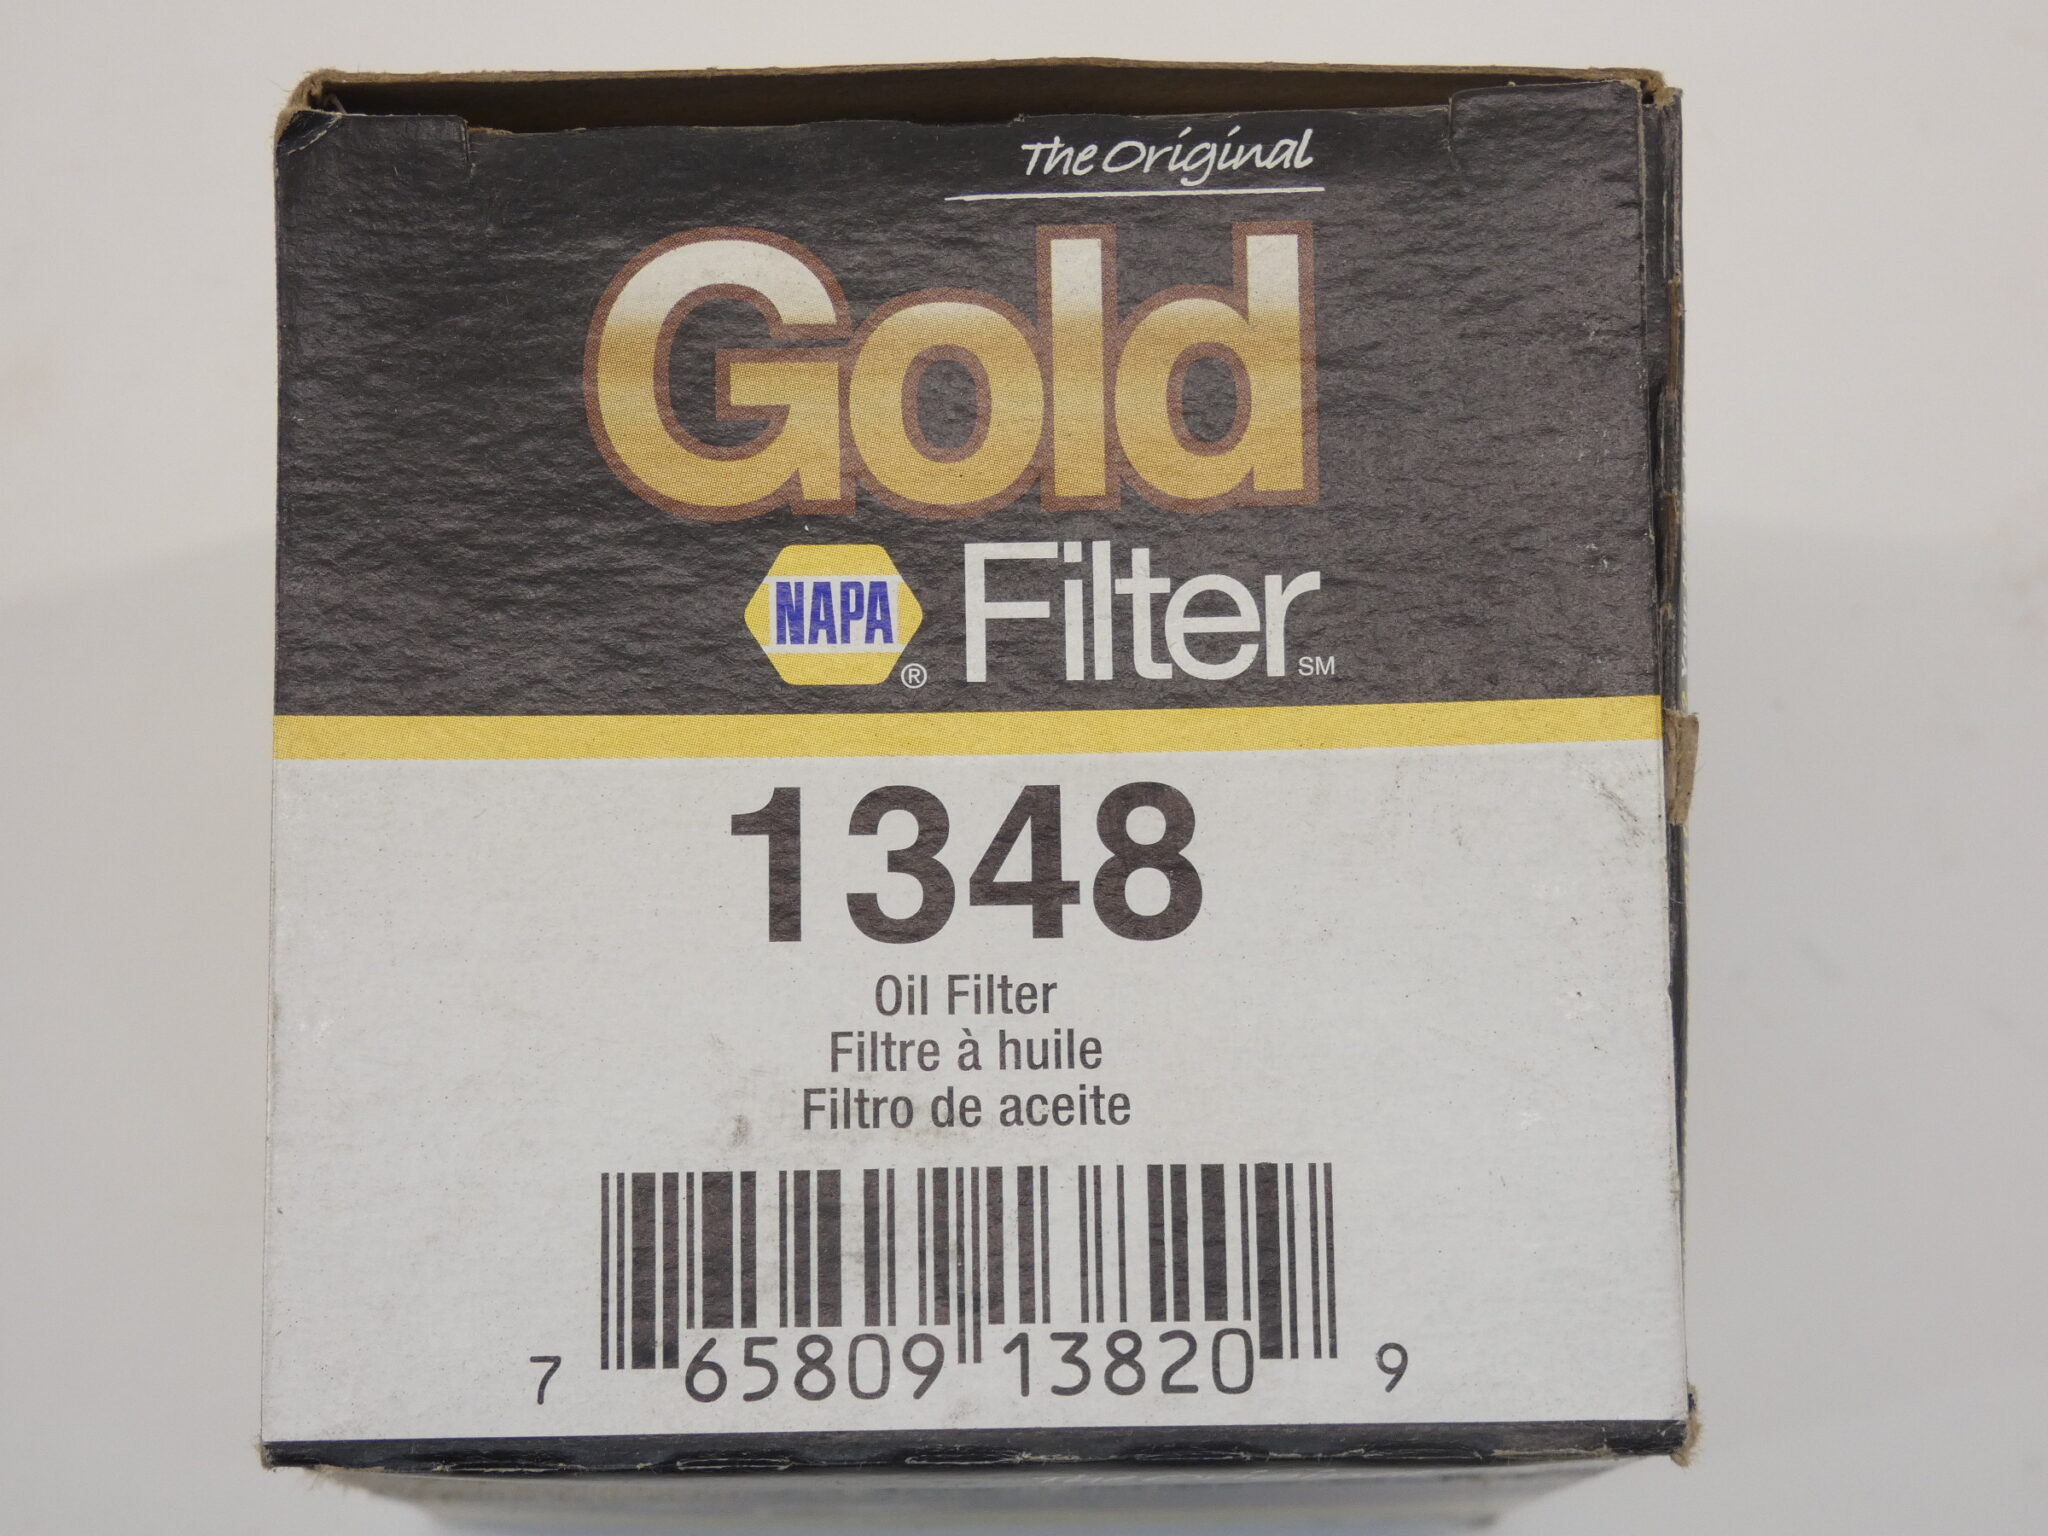 The Original
Gold
NAPA® Filter SM
1348
Oil Filter
Filtre à huile
Filtro de aceite
7 65809 13820 9